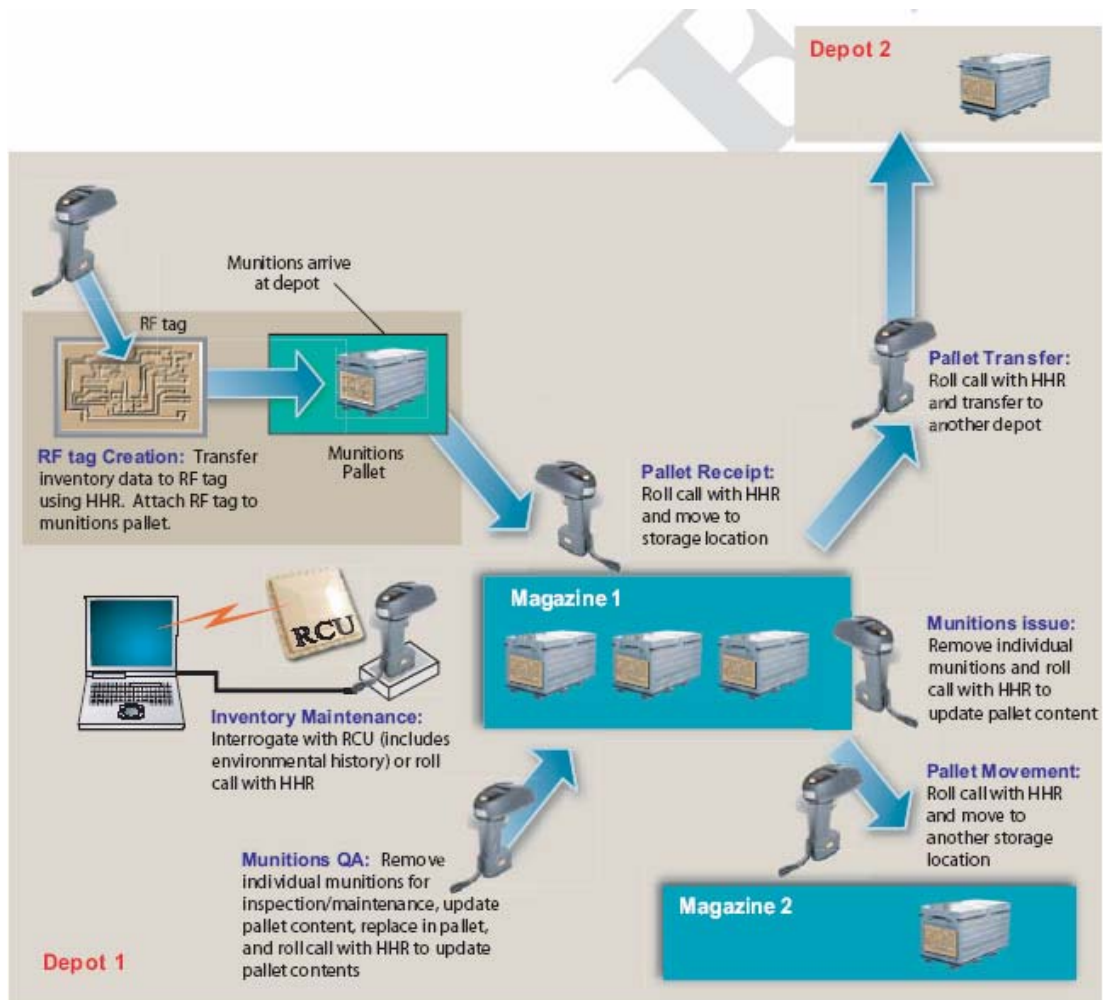 Depot 2
Munitions arrive
at depot
RF tag
RF tag Creation: Transfer
inventory data to RF tag
using HHR. Attach RF tag to
munitions pallet.
Munitions
Pallet
Pallet Receipt:
Roll call with HHR
and move to
storage location
Pallet Transfer:
Roll call with HHR
and transfer to
another depot
RCU
Inventory Maintenance:
Interrogate with RCU (includes
environmental history) or roll
call with HHR
Magazine 1
Munitions issue:
Remove individual
munitions and roll
call with HHR to
update pallet content
Pallet Movement:
Roll call with HHR
and move to
another storage
location
Munitions QA: Remove
individual munitions for
inspection/maintenance, update
pallet content, replace in pallet,
and roll call with HHR to update
pallet contents
Magazine 2
Depot 1